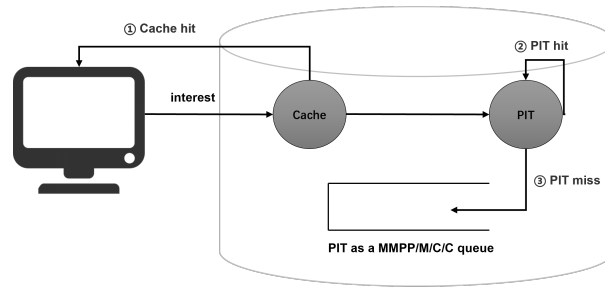 ① Cache hit
② PIT hit
interest
Cache
PIT
③ PIT miss
PIT as a MMPP/M/C/C queue